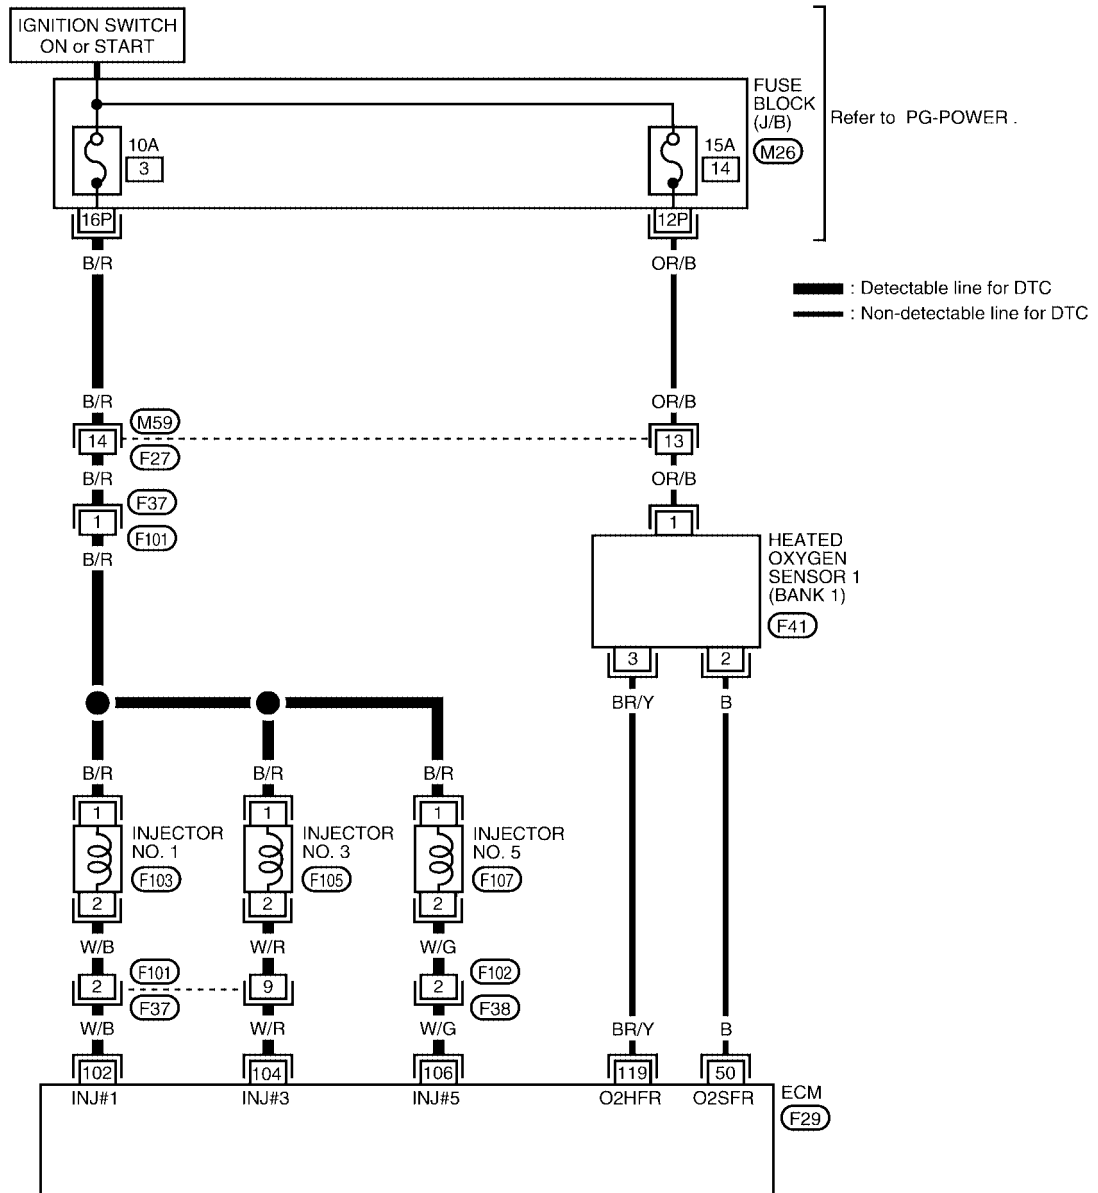 IGNITION SWITCH
ON or START
FUSE
BLOCK
(J/B)
M26
Refer to PG-POWER .
10A
3
15A
14
16P
12P
B/R
OR/B
: Detectable line for DTC
: Non-detectable line for DTC
B/R
OR/B
M59
14
13
F27
B/R
OR/B
F37
1
1
F101
B/R
HEATED
OXYGEN
SENSOR 1
(BANK 1)
F41
3
2
BR/Y
B
B/R
B/R
B/R
1
1
1
INJECTOR
NO. 1
F103
INJECTOR
NO. 3
F105
INJECTOR
NO. 5
F107
2
2
2
W/B
W/R
W/G
F101
F102
2
9
2
F37
F38
W/B
W/R
W/G
BR/Y
B
102
104
106
119
50
INJ#1
INJ#3
INJ#5
O2HFR
O2SFR
ECM
F29